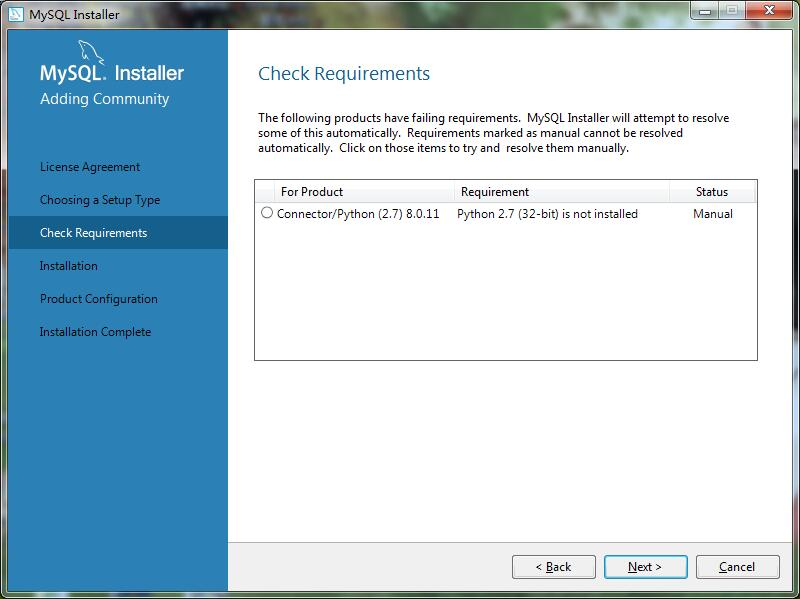 MySQL Installer
MySQL. Installer
Adding Community
License Agreement
Choosing a Setup Type
Check Requirements
Installation
Product Configuration
Installation Complete
Check Requirements
The following products have failing requirements. MySQL Installer will attempt to resolve
some of this automatically. Requirements marked as manual cannot be resolved
automatically. Click on those items to try and resolve them manually.
For Product Requirement Status
Connector/Python (2.7) 8.0.11 Python 2.7 (32-bit) is not installed Manual
< Back Next > Cancel